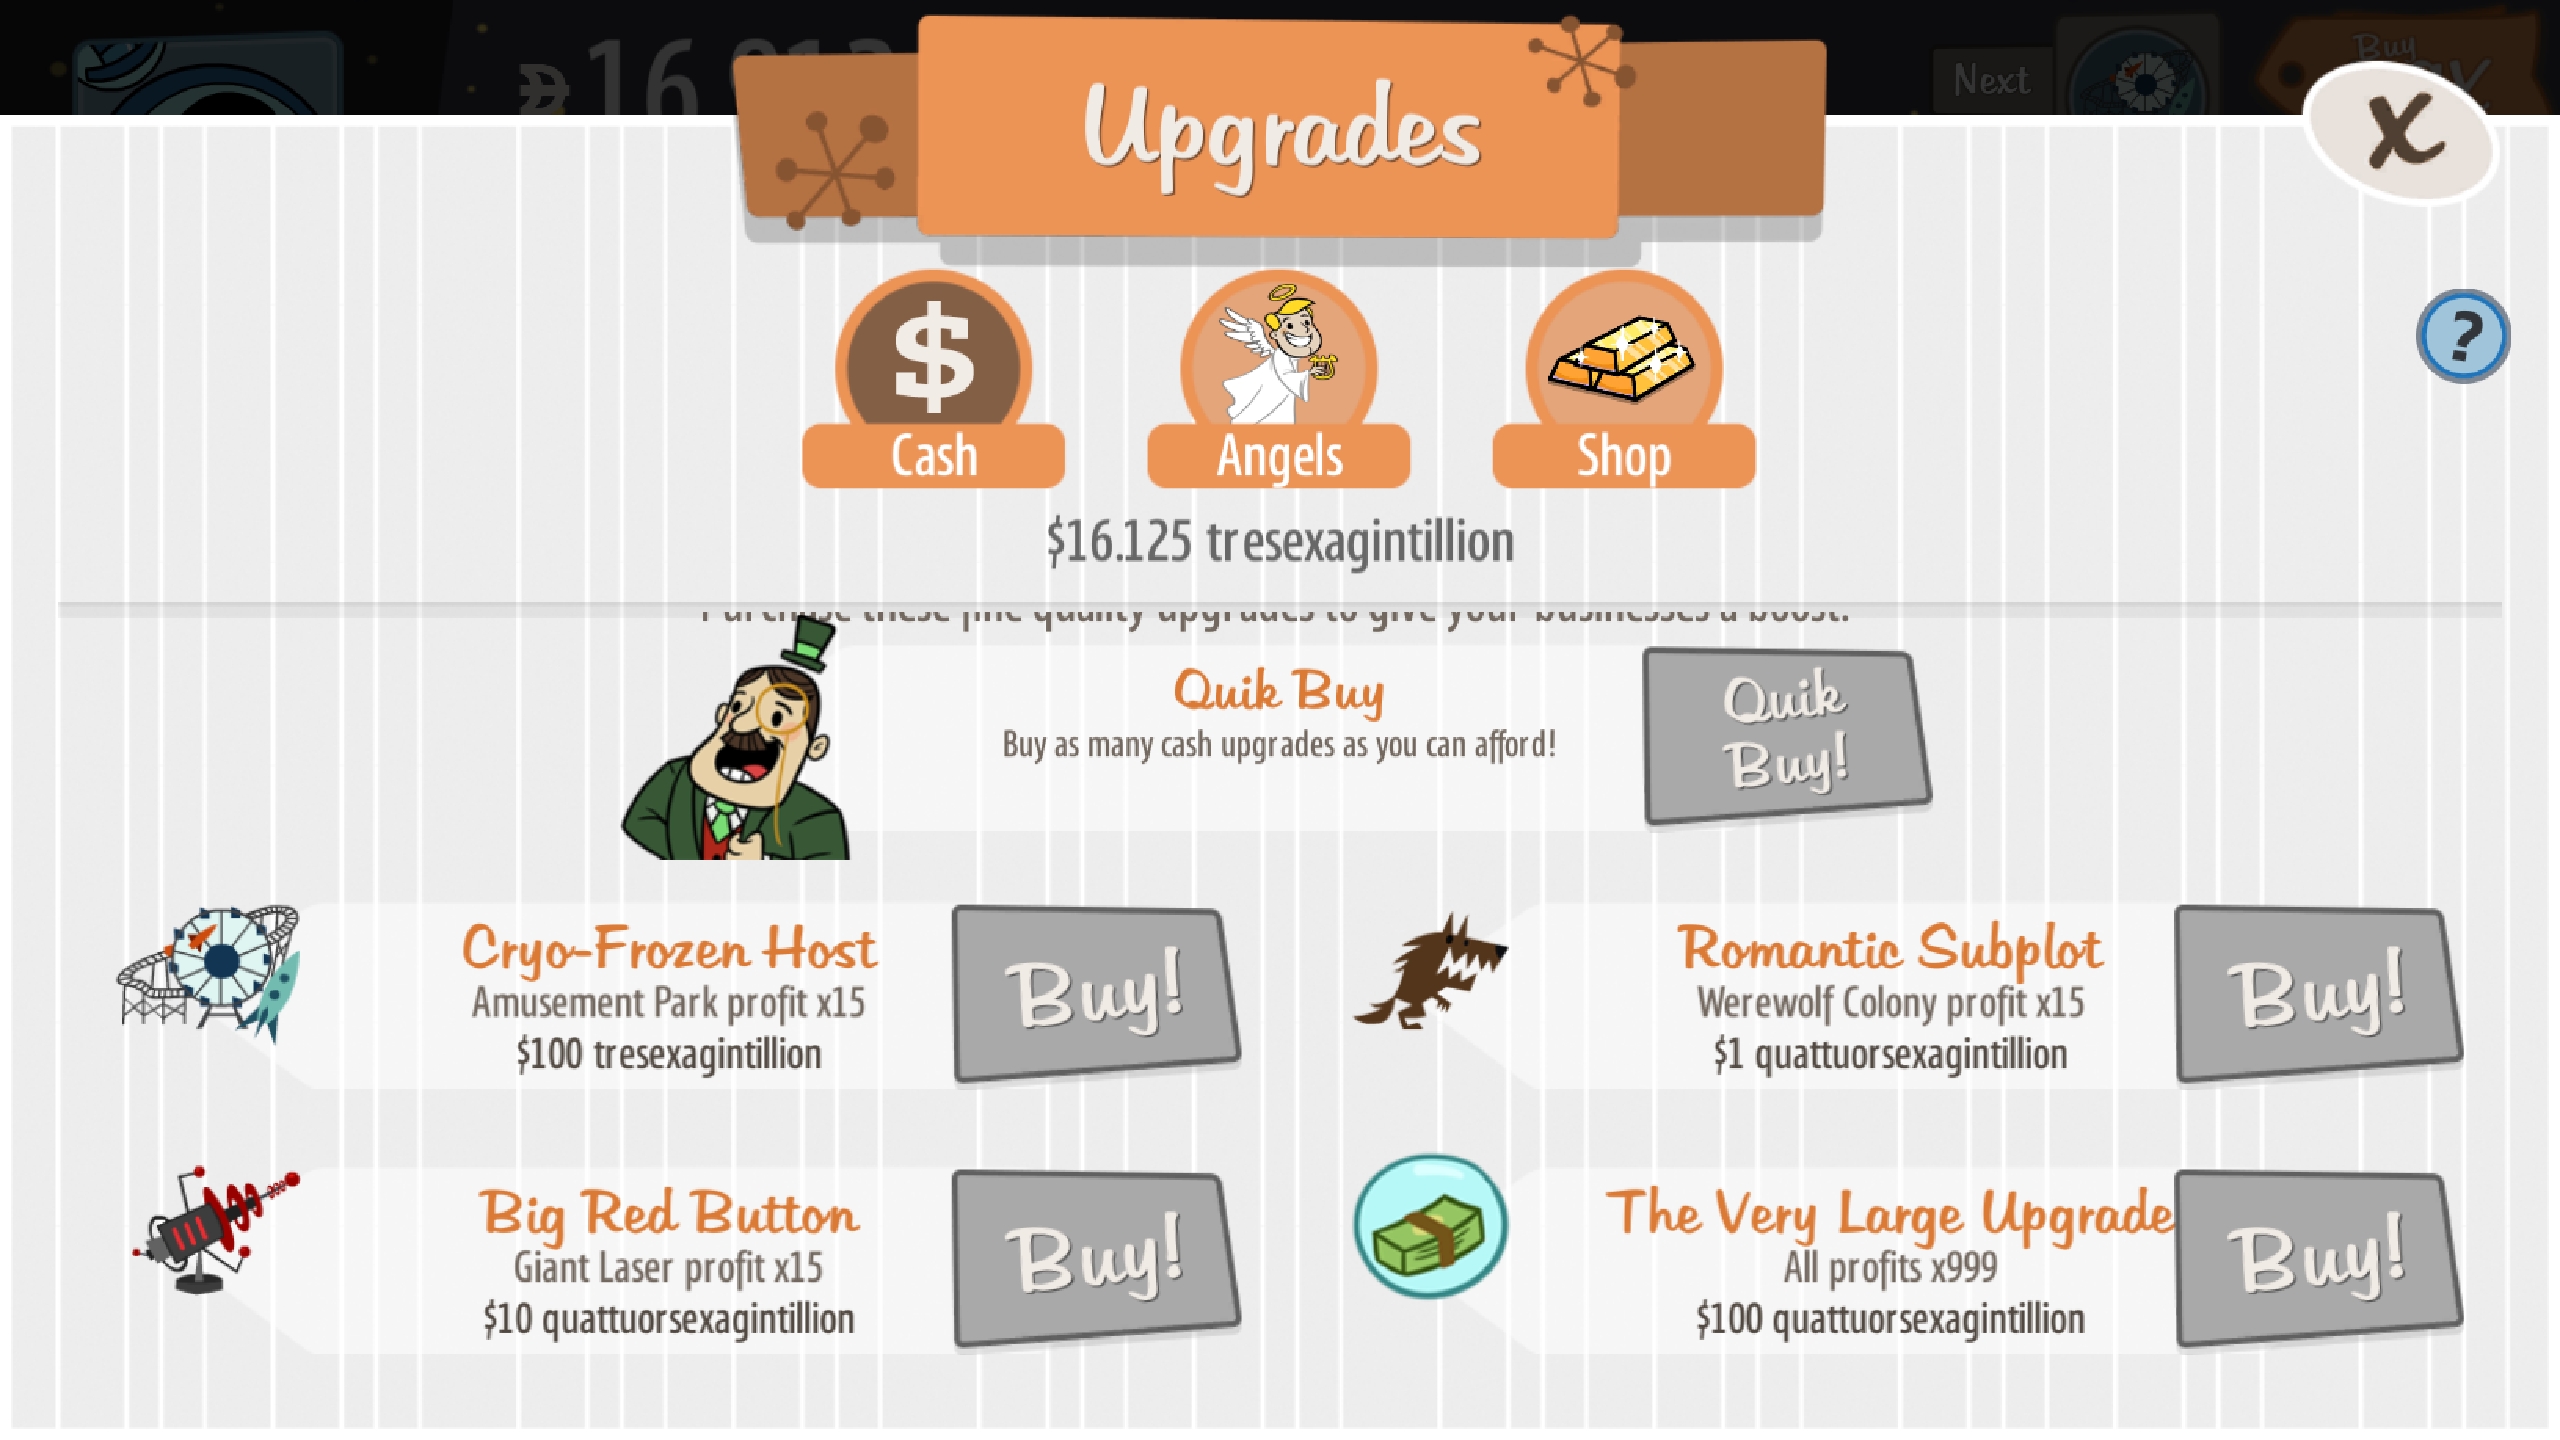 Next
Buy
Upgrades
X
$
?
Cash
Angels
Shop
$16.125 tresexagintillion
Purchase these fine quality upgrades to give your businesses a boost!
Quik Buy
Buy as many cash upgrades as you can afford!
Quik
Buy!
Cryo-Frozen Host
Amusement Park profit x15
$100 tresexagintillion
Buy!
Romantic Subplot
Werewolf Colony profit x15
$1 quattuorsexagintillion
Buy!
Big Red Button
Giant Laser profit x15
$10 quattuorsexagintillion
Buy!
The Very Large Upgrade
All profits x999
$100 quattuorsexagintillion
Buy!